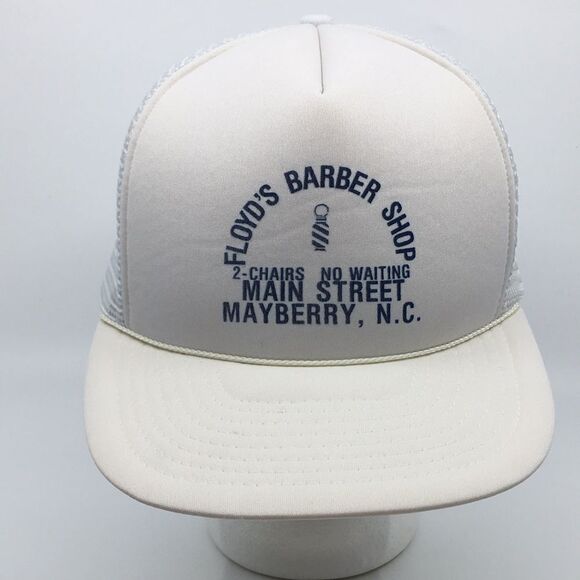 FLOYD'S BARBER SHOP
2-CHAIRS NO WAITING
MAIN STREET
MAYBERRY, N.C.